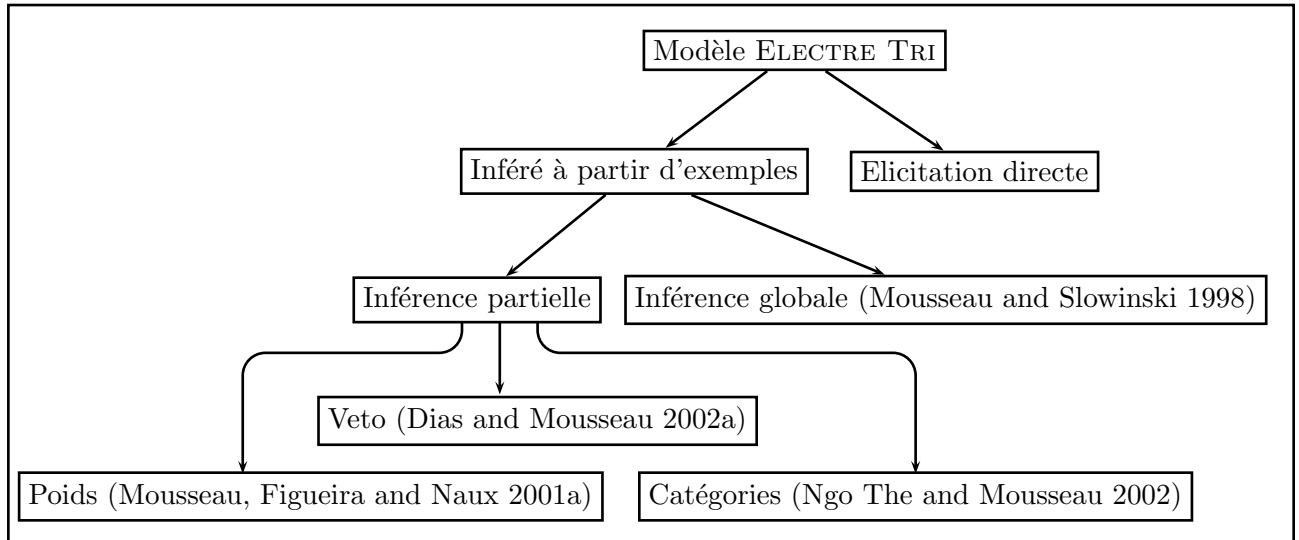 Modèle ELECTRE TRI
Inféré à partir d'exemples
Elicitation directe
Inférence partielle
Inférence globale (Mousseau and Slowinski 1998)
Veto (Dias and Mousseau 2002a)
Poids (Mousseau, Figueira and Naux 2001a)
Catégories (Ngo The and Mousseau 2002)